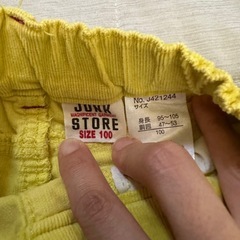 JUNK
MAGNIFICENT GARMENT
STORE
SIZE 100
No. J421244
サイズ
身長 95～105
胴囲 47～53
100